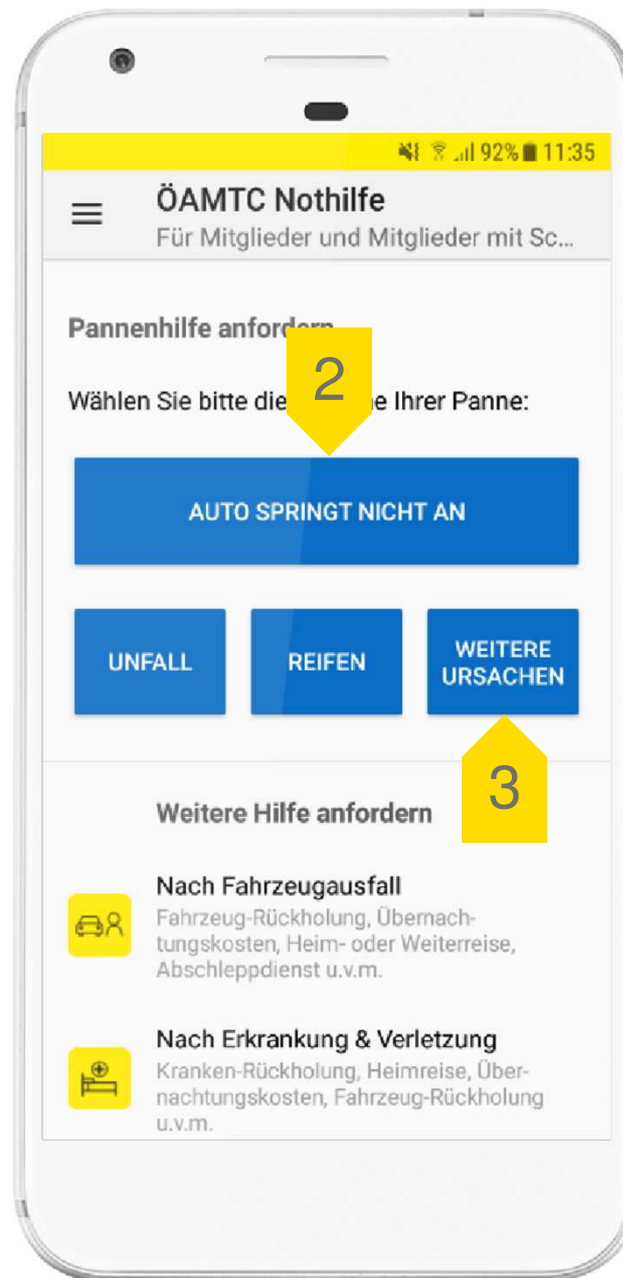 92% 11:35
ÖAMTC Nothilfe
Für Mitglieder und Mitglieder mit Sc...
Pannenhilfe anfordern
2
Wählen Sie bitte die Ihrer Panne:
AUTO SPRINGT NICHT AN
UNFALL
REIFEN
WEITERE
URSACHEN
3
Weitere Hilfe anfordern
Nach Fahrzeugausfall
Fahrzeug-Rückholung, Übernach-
tungskosten, Heim- oder Weiterreise,
Abschleppdienst u.v.m.
Nach Erkrankung & Verletzung
Kranken-Rückholung, Heimreise, Über-
nachtungskosten, Fahrzeug-Rückholung
u.v.m.